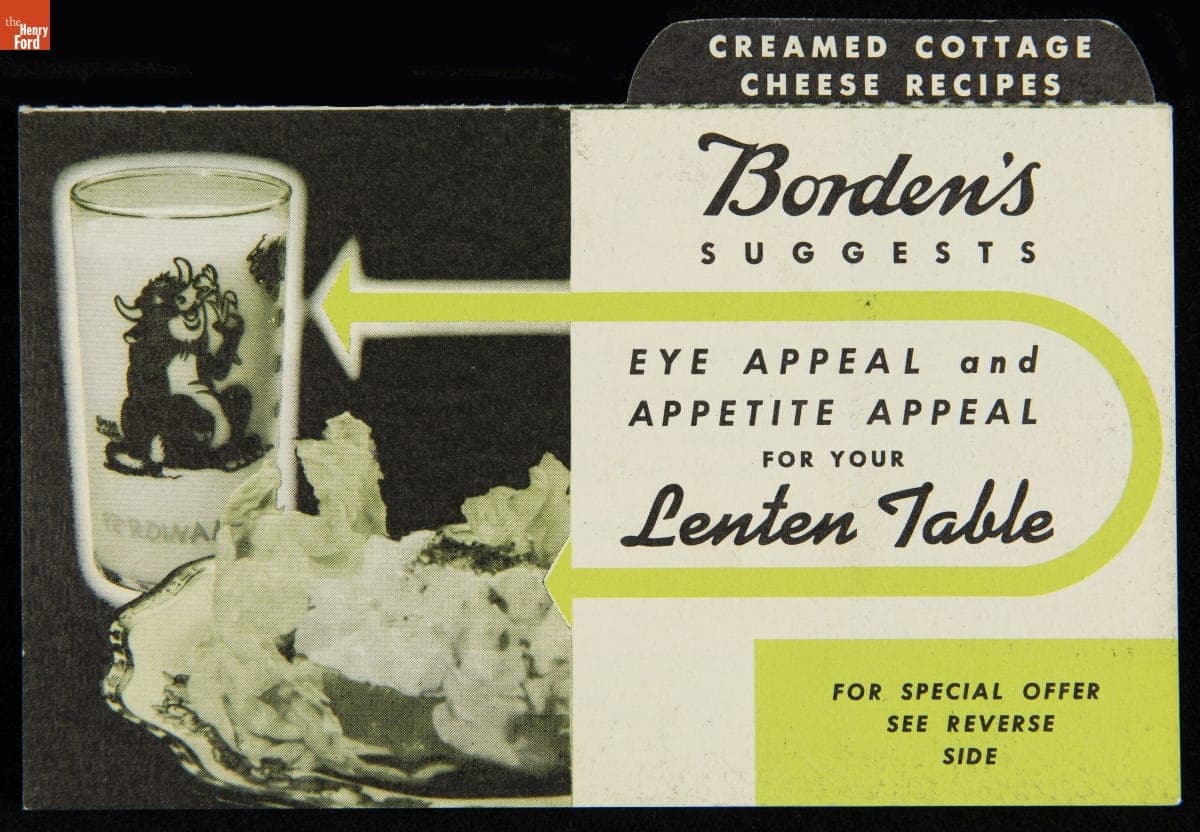 the
Henry
Ford
CREAMED COTTAGE
CHEESE RECIPES
Borden's
SUGGESTS
EYE APPEAL and
APPETITE APPEAL
FOR YOUR
Lenten Table
FOR SPECIAL OFFER
SEE REVERSE
SIDE
FERDINAN